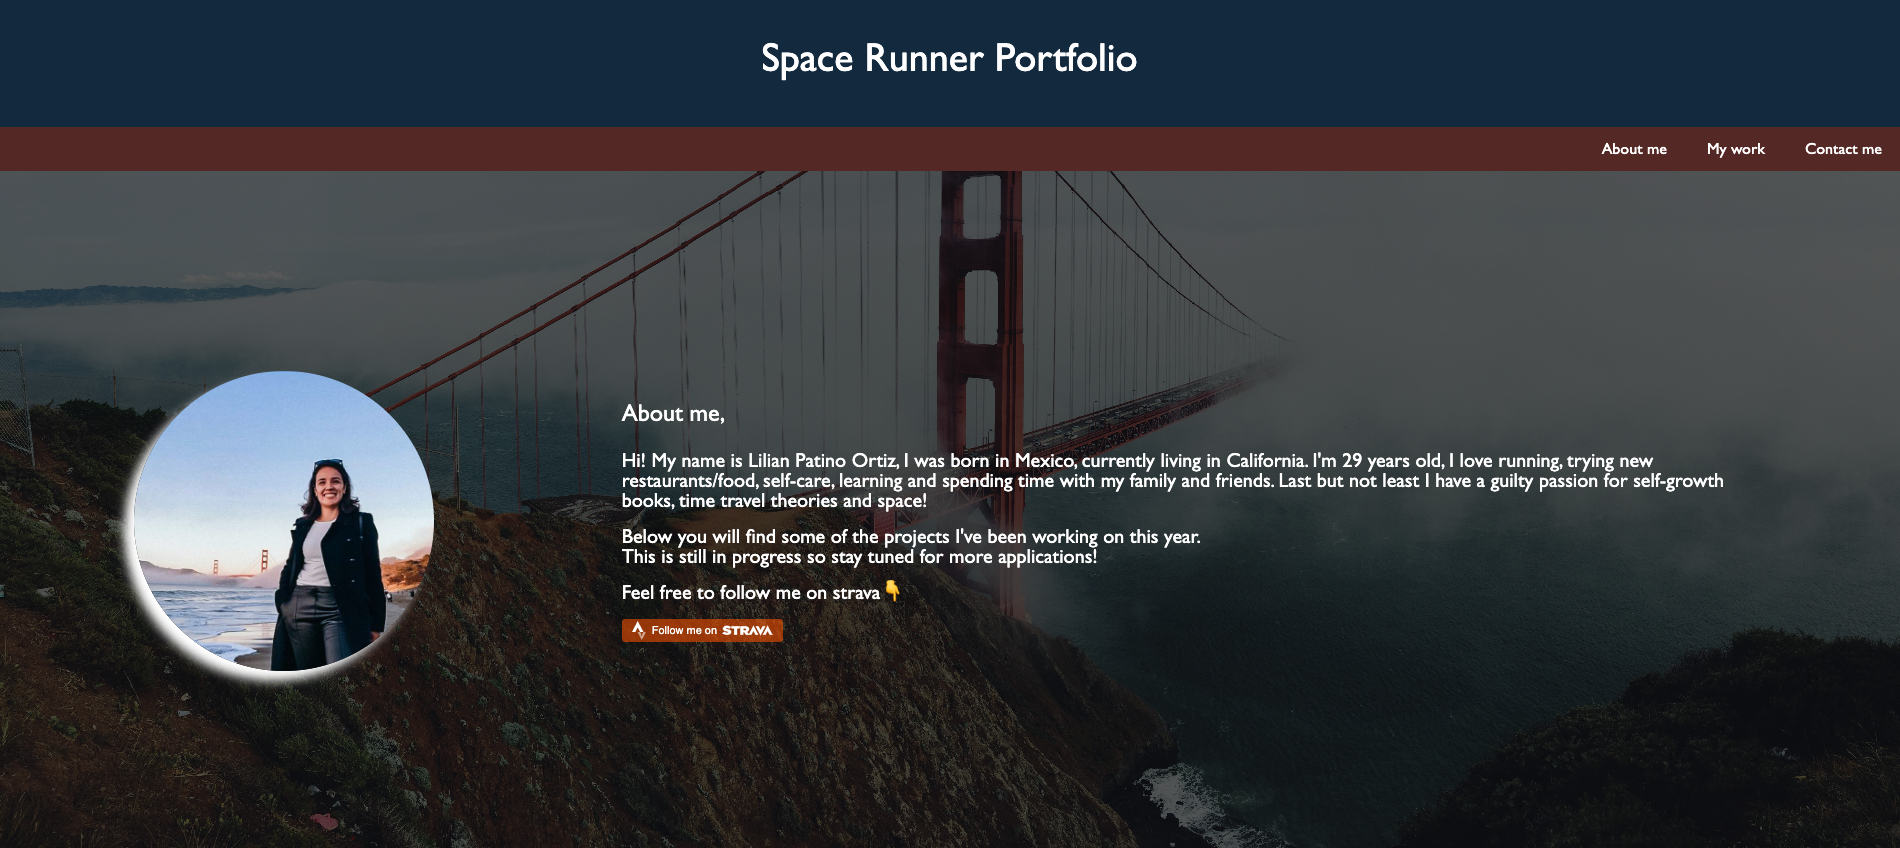 Space Runner Portfolio
About me
My work
Contact me
About me,
Hi! My name is Lilian Patino Ortiz, I was born in Mexico, currently living in California. I'm 29 years old, I love running, trying new
restaurants/food, self-care, learning and spending time with my family and friends. Last but not least I have a guilty passion for self-growth
books, time travel theories and space!
Below you will find some of the projects I've been working on this year.
This is still in progress so stay tuned for more applications!
Feel free to follow me on strava👇
Follow me on STRAVA